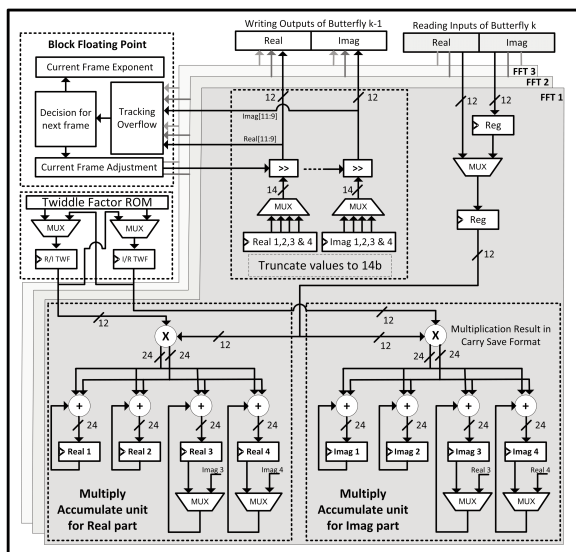 Writing Outputs of Butterfly k-1
Reading Inputs of Butterfly k
Real
Imag
Real
Imag
Block Floating Point
Current Frame Exponent
Decision for
next frame
Tracking
Overflow
Current Frame Adjustment
FFT 3
FFT 2
FFT 1
12
12
12
12
Imag[11:9]
Real[11:9]
Reg
MUX
Reg
>>
>>
14
14
MUX
MUX
Real 1,2,3 & 4
Imag 1,2,3 & 4
Truncate values to 14b
12
Twiddle Factor ROM
MUX
MUX
R/I TWF
I/R TWF
12
12
X
X
12
12
24
24
24
24
Multiplication Result in
Carry Save Format
+
+
+
+
+
+
+
+
24
24
24
24
24
24
24
24
Real 1
Real 2
Real 3
Real 4
Imag 1
Imag 2
Imag 3
Imag 4
Imag 3
Imag 4
Real 3
Real 4
MUX
MUX
MUX
MUX
Multiply
Accumulate unit
for Real part
Multiply
Accumulate unit
for Imag part